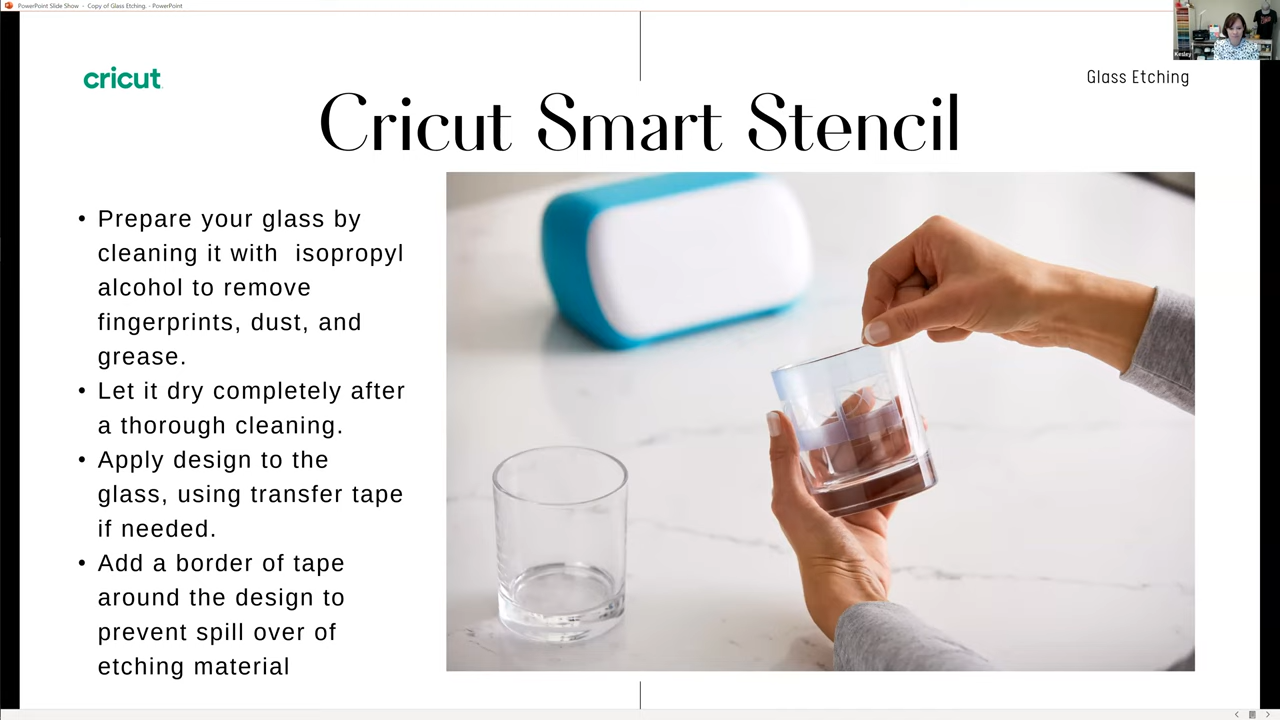 PowerPoint Slide Show - Copy of Glass Etching. - PowerPoint
Kesley
cricut
Glass Etching
Cricut Smart Stencil
• Prepare your glass by
cleaning it with  isopropyl
alcohol to remove
fingerprints, dust, and
grease.
• Let it dry completely after
a thorough cleaning.
• Apply design to the
glass, using transfer tape
if needed.
• Add a border of tape
around the design to
prevent spill over of
etching material